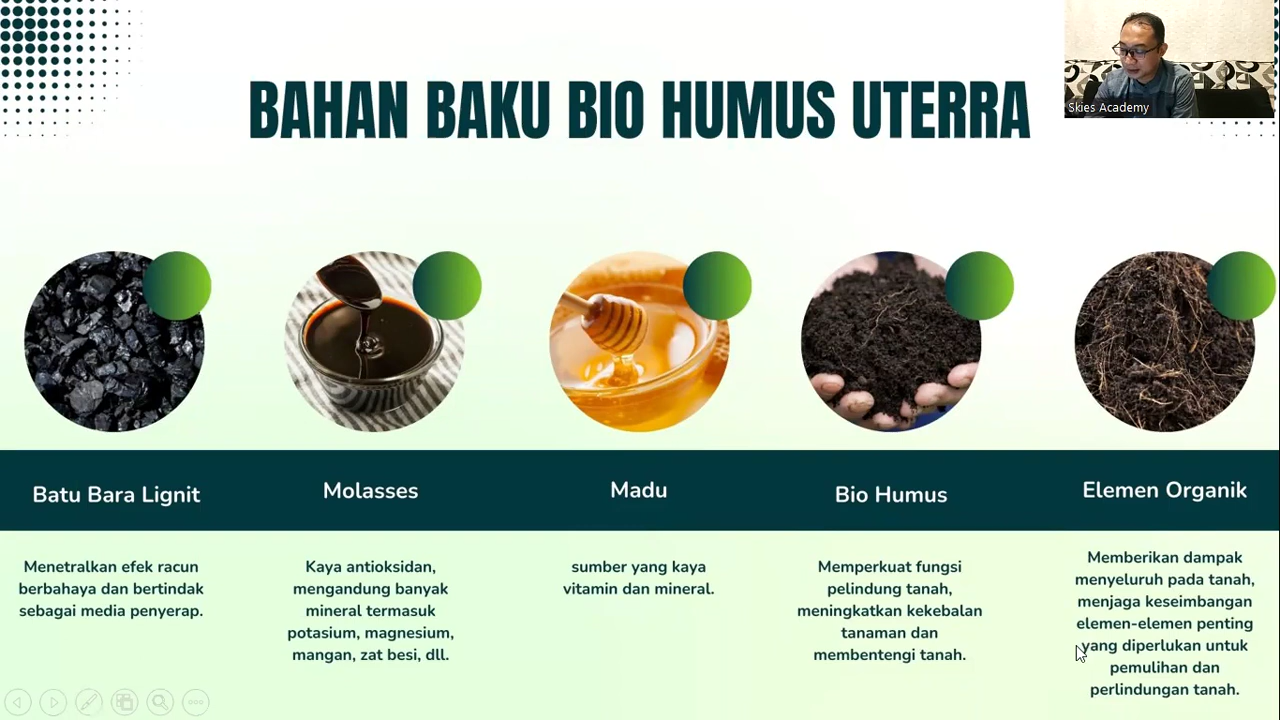 BAHAN BAKU BIO HUMUS UTERRA
Skies Academy
Batu Bara Lignit
Menetralkan efek racun
berbahaya dan bertindak
sebagai media penyerap.
Molasses
Kaya antioksidan,
mengandung banyak
mineral termasuk
potasium, magnesium,
mangan, zat besi, dll.
Madu
sumber yang kaya
vitamin dan mineral.
Bio Humus
Memperkuat fungsi
pelindung tanah,
meningkatkan kekebalan
tanaman dan
membentengi tanah.
Elemen Organik
Memberikan dampak
menyeluruh pada tanah,
menjaga keseimbangan
elemen-elemen penting
yang diperlukan untuk
pemulihan dan
perlindungan tanah.